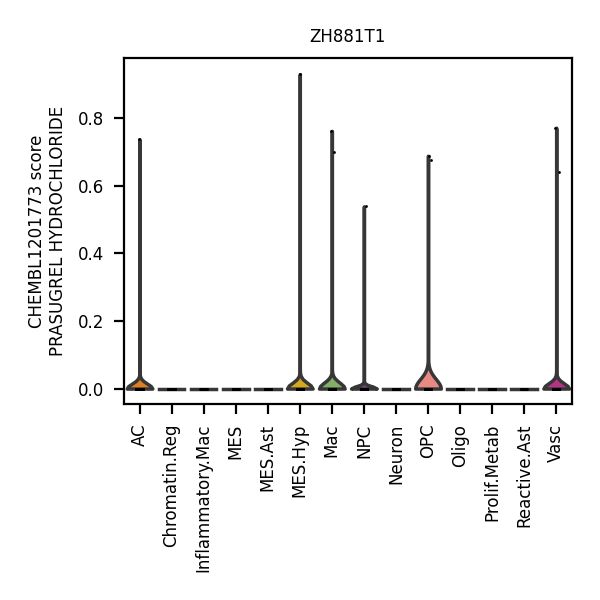 ZH881T1
CHEMBL1201773 score
PRASUGREL HYDROCHLORIDE
0.8
0.6
0.4
0.2
0.0
AC
Chromatin.Reg
Inflammatory.Mac
MES
MES.Ast
MES.Hyp
Mac
NPC
Neuron
OPC
Oligo
Prolif.Metab
Reactive.Ast
Vasc